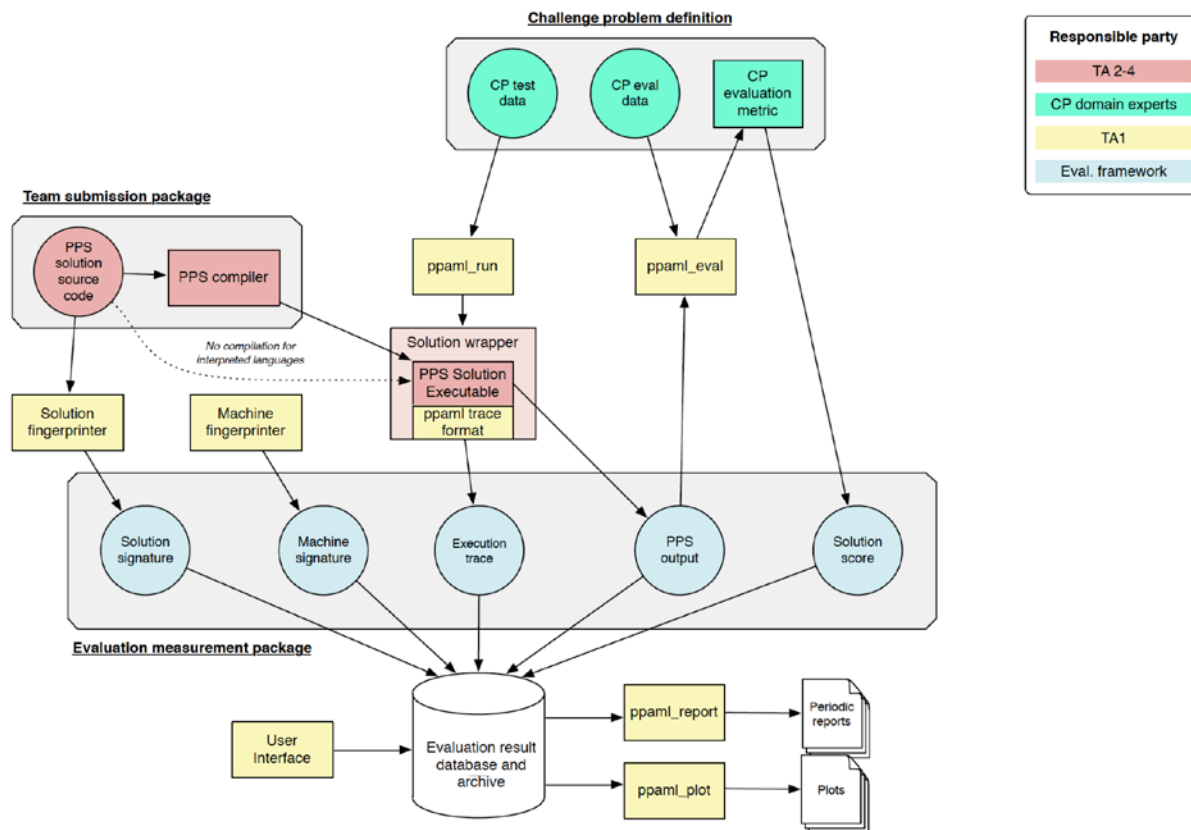 Challenge problem definition
CP test
data
CP eval
data
CP
evaluation
metric
Responsible party
TA 2-4
CP domain experts
TA1
Eval. framework
Team submission package
PPS
solution
source
code
PPS compiler
ppaml_run
ppaml_eval
No compilation for
interpreted languages
Solution wrapper
PPS Solution
Executable
ppaml trace
format
Solution
fingerprinter
Machine
fingerprinter
Solution
signature
Machine
signature
Execution
trace
PPS
output
Solution
score
Evaluation measurement package
User
Interface
Evaluation result
database and
archive
ppaml_report
Periodic
reports
ppaml_plot
Plots